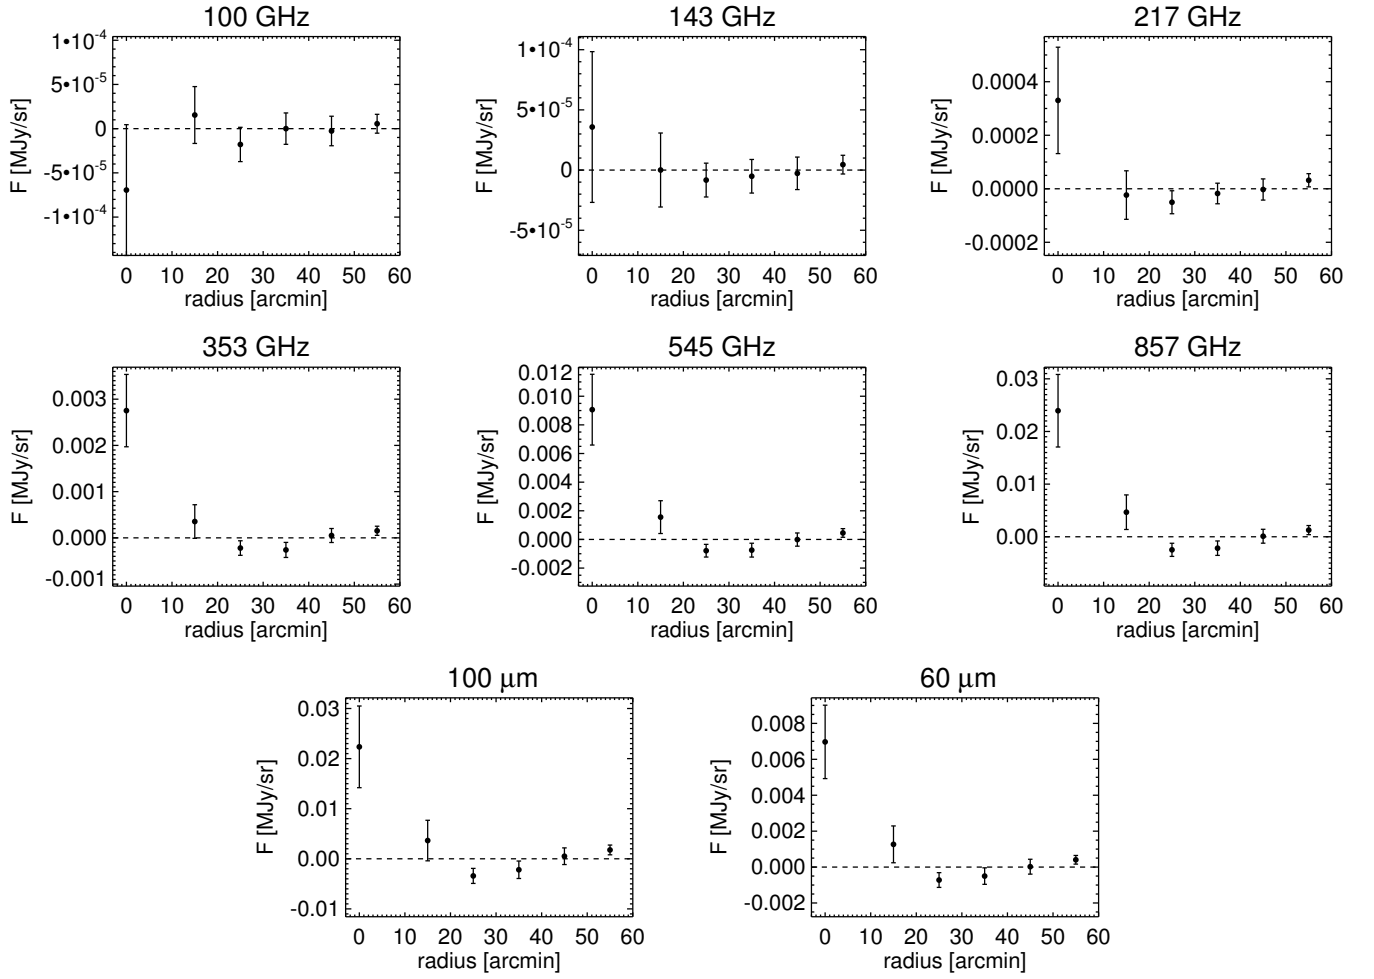 100 GHz
143 GHz
217 GHz
F [MJy/sr]
1•10⁻⁴
5•10⁻⁵
0
-5•10⁻⁵
-1•10⁻⁴
0 10 20 30 40 50 60
radius [arcmin]
F [MJy/sr]
1•10⁻⁴
5•10⁻⁵
0
-5•10⁻⁵
0 10 20 30 40 50 60
radius [arcmin]
F [MJy/sr]
0.0004
0.0002
0.0000
-0.0002
0 10 20 30 40 50 60
radius [arcmin]
353 GHz
545 GHz
857 GHz
F [MJy/sr]
0.003
0.002
0.001
0.000
-0.001
0 10 20 30 40 50 60
radius [arcmin]
F [MJy/sr]
0.012
0.010
0.008
0.006
0.004
0.002
0.000
-0.002
0 10 20 30 40 50 60
radius [arcmin]
F [MJy/sr]
0.03
0.02
0.01
0.00
0 10 20 30 40 50 60
radius [arcmin]
100 μm
60 μm
F [MJy/sr]
0.03
0.02
0.01
0.00
-0.01
0 10 20 30 40 50 60
radius [arcmin]
F [MJy/sr]
0.008
0.006
0.004
0.002
0.000
-0.002
0 10 20 30 40 50 60
radius [arcmin]